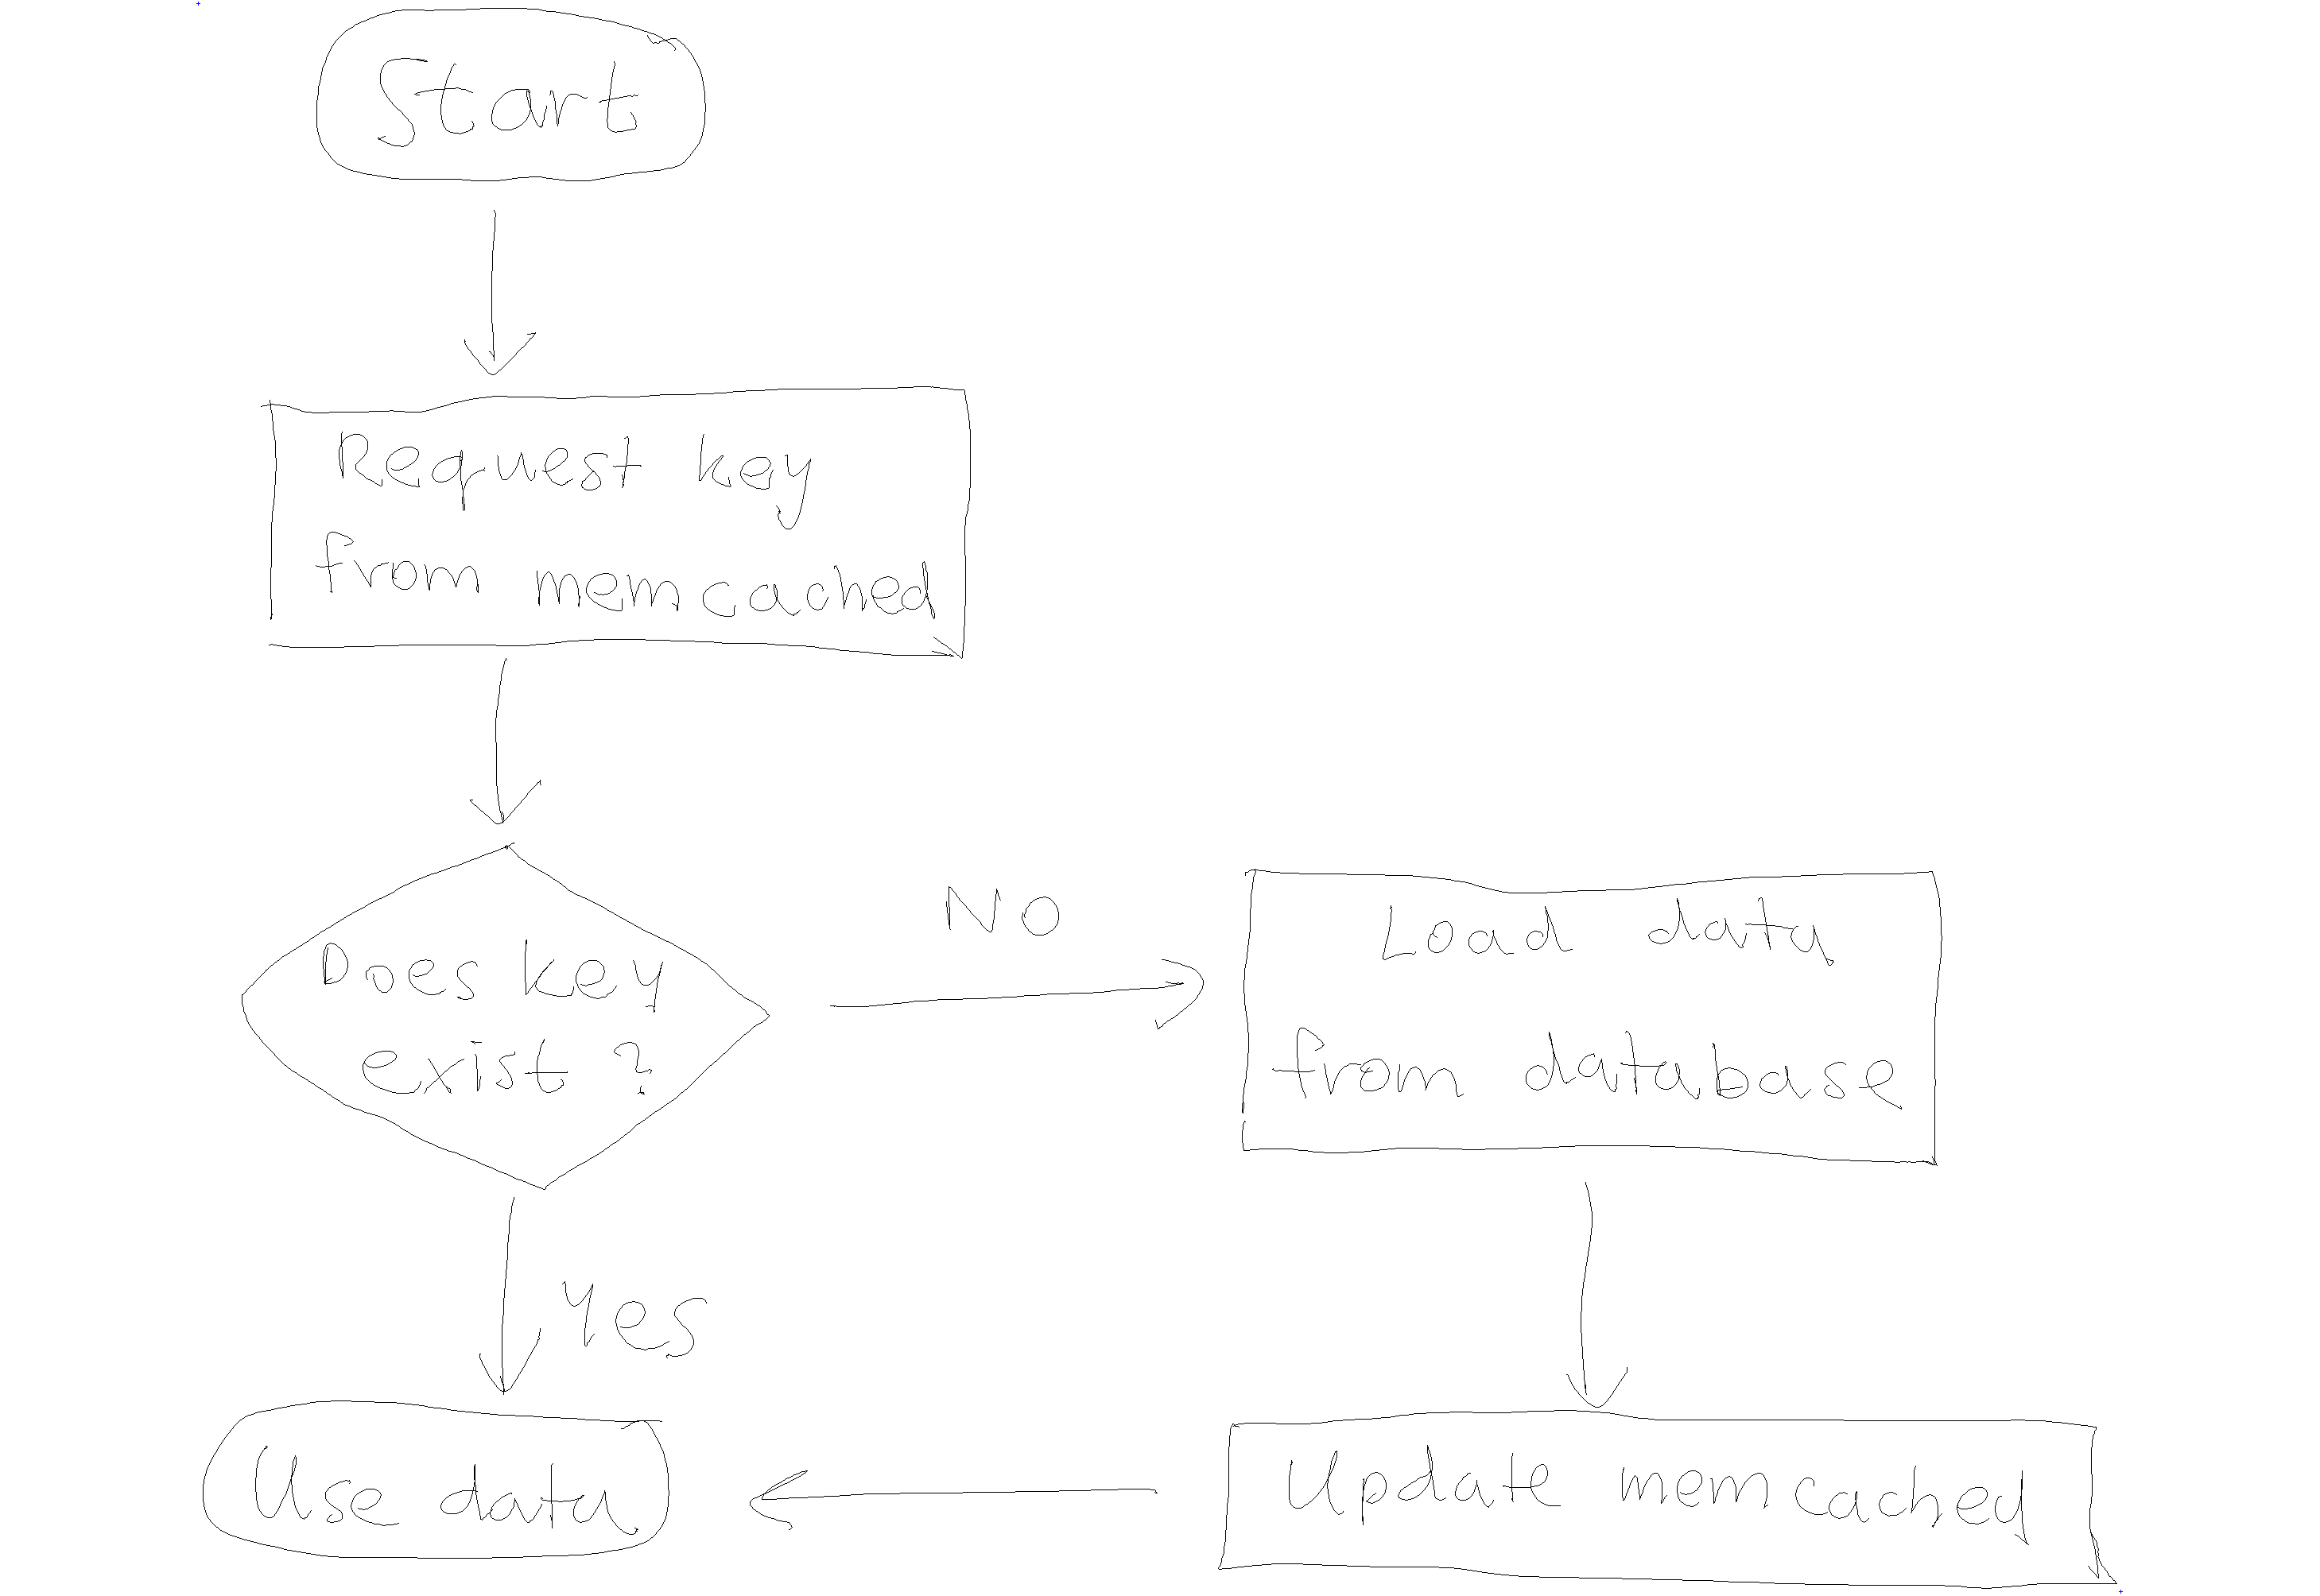 Start
Request key
from memcached
Does key
exist?
No
Load data
from database
Yes
Use data
Update memcached